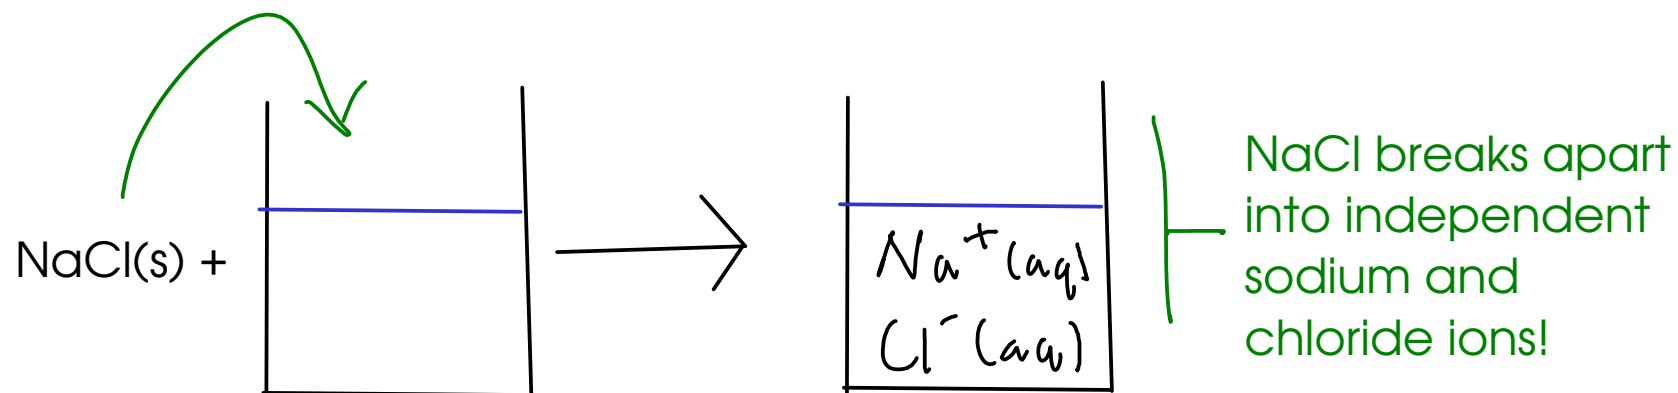 NaCl(s) +
Na⁺(aq)
Cl⁻(aq)
NaCl breaks apart
into independent
sodium and
chloride ions!